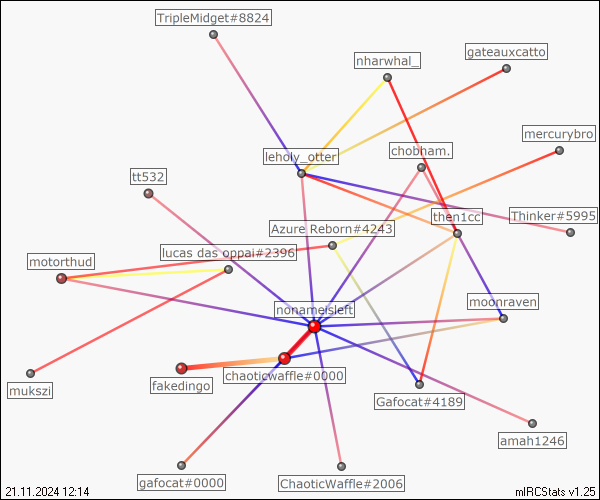 TripleMidget#8824
gateauxcatto
nharwhal_
mercurybro
chobham.
leholy_otter
tt532
then1cc
Thinker#5995
Azure Reborn#4243
lucas das oppai#2396
motorthud
moonraven
nonameisleft
chaoticwaffle#0000
fakedingo
mukszi
Gafocat#4189
amah1246
gafocat#0000
ChaoticWaffle#2006
21.11.2024 12:14
mIRCStats v1.25